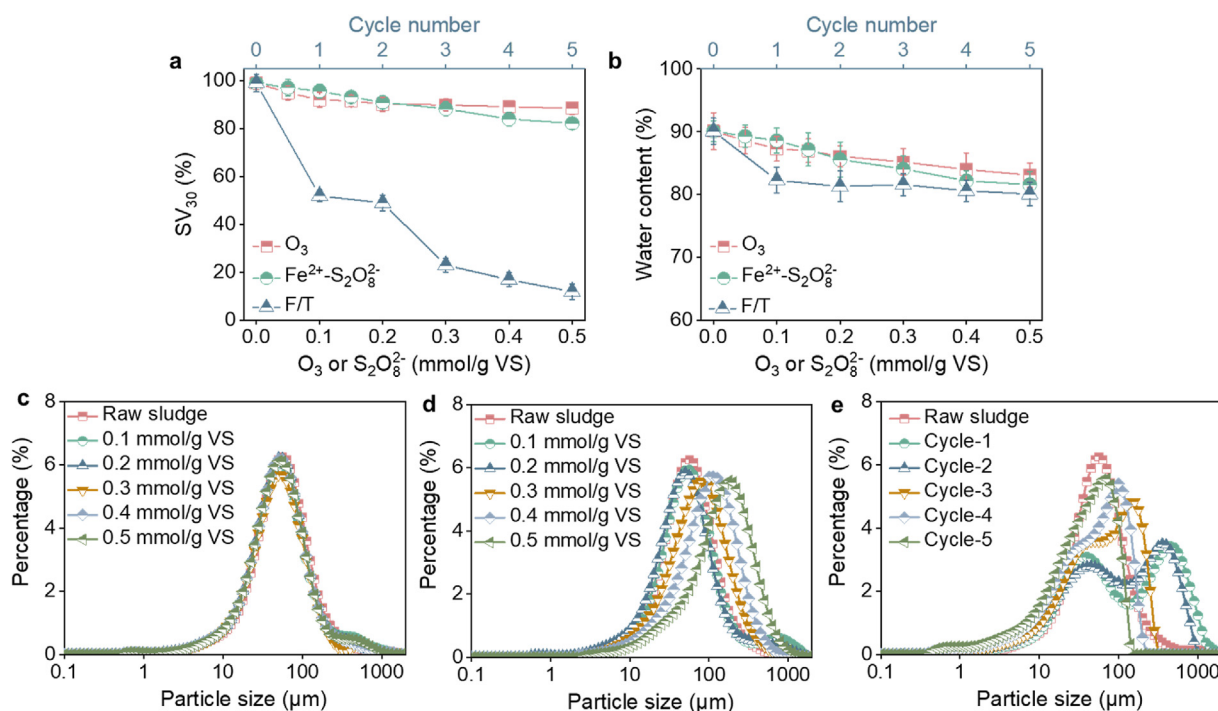 Cycle number
0 1 2 3 4 5
a
100
80
60
40
20
0
SV₃₀ (%)
O₃
Fe²⁺-S₂O₈²⁻
F/T
0.0 0.1 0.2 0.3 0.4 0.5
O₃ or S₂O₈²⁻ (mmol/g VS)
Cycle number
0 1 2 3 4 5
b
100
90
80
70
60
Water content (%)
O₃
Fe²⁺-S₂O₈²⁻
F/T
0.0 0.1 0.2 0.3 0.4 0.5
O₃ or S₂O₈²⁻ (mmol/g VS)
c
8
6
4
2
0
Percentage (%)
Raw sludge
0.1 mmol/g VS
0.2 mmol/g VS
0.3 mmol/g VS
0.4 mmol/g VS
0.5 mmol/g VS
0.1 1 10 100 1000
Particle size (µm)
d
8
6
4
2
0
Percentage (%)
Raw sludge
0.1 mmol/g VS
0.2 mmol/g VS
0.3 mmol/g VS
0.4 mmol/g VS
0.5 mmol/g VS
0.1 1 10 100 1000
Particle size (µm)
e
8
6
4
2
0
Percentage (%)
Raw sludge
Cycle-1
Cycle-2
Cycle-3
Cycle-4
Cycle-5
0.1 1 10 100 1000
Particle size (µm)